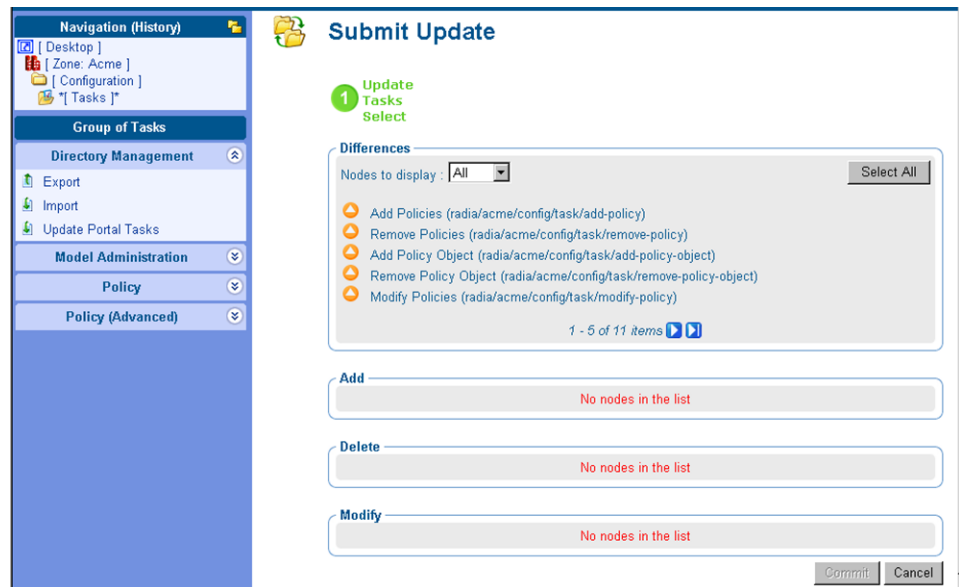 Navigation (History)
[ Desktop ]
[ Zone: Acme ]
[ Configuration ]
*[ Tasks ]*
Group of Tasks
Directory Management
Export
Import
Update Portal Tasks
Model Administration
Policy
Policy (Advanced)
Submit Update
1
Update
Tasks
Select
Differences
Nodes to display : All
Select All
Add Policies (radia/acme/config/task/add-policy)
Remove Policies (radia/acme/config/task/remove-policy)
Add Policy Object (radia/acme/config/task/add-policy-object)
Remove Policy Object (radia/acme/config/task/remove-policy-object)
Modify Policies (radia/acme/config/task/modify-policy)
1 - 5 of 11 items
Add
No nodes in the list
Delete
No nodes in the list
Modify
No nodes in the list
Commit Cancel